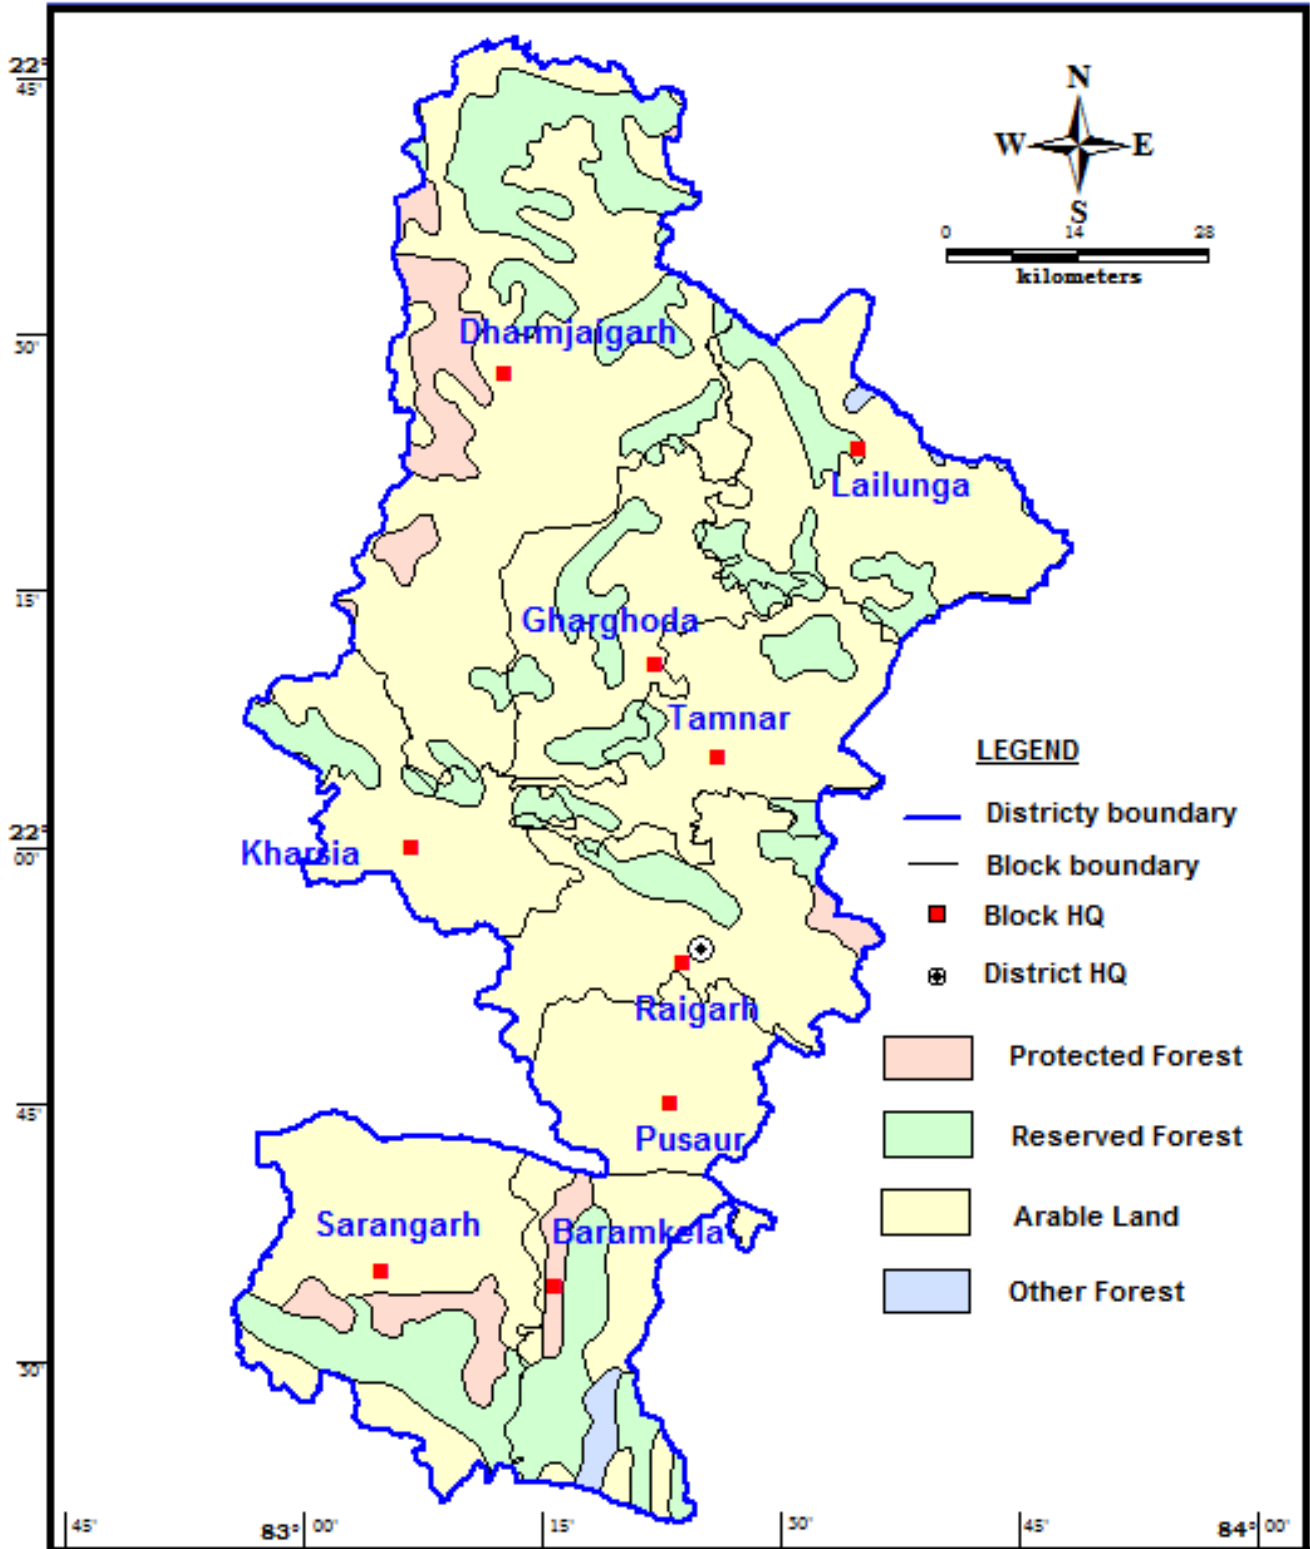 22°
45'
N
W E
S
0 14 28
kilometers
Dharmjaigarh
30'
Lailunga
15'
Gharghoda
Tamnar
LEGEND
Districty boundary
22°
00'
Kharsia
Block boundary
Block HQ
District HQ
Raigarh
Protected Forest
45'
Pusaur
Reserved Forest
Sarangarh
Baramkela
Arable Land
Other Forest
30'
45' 83° 00' 15' 30' 45' 84° 00'